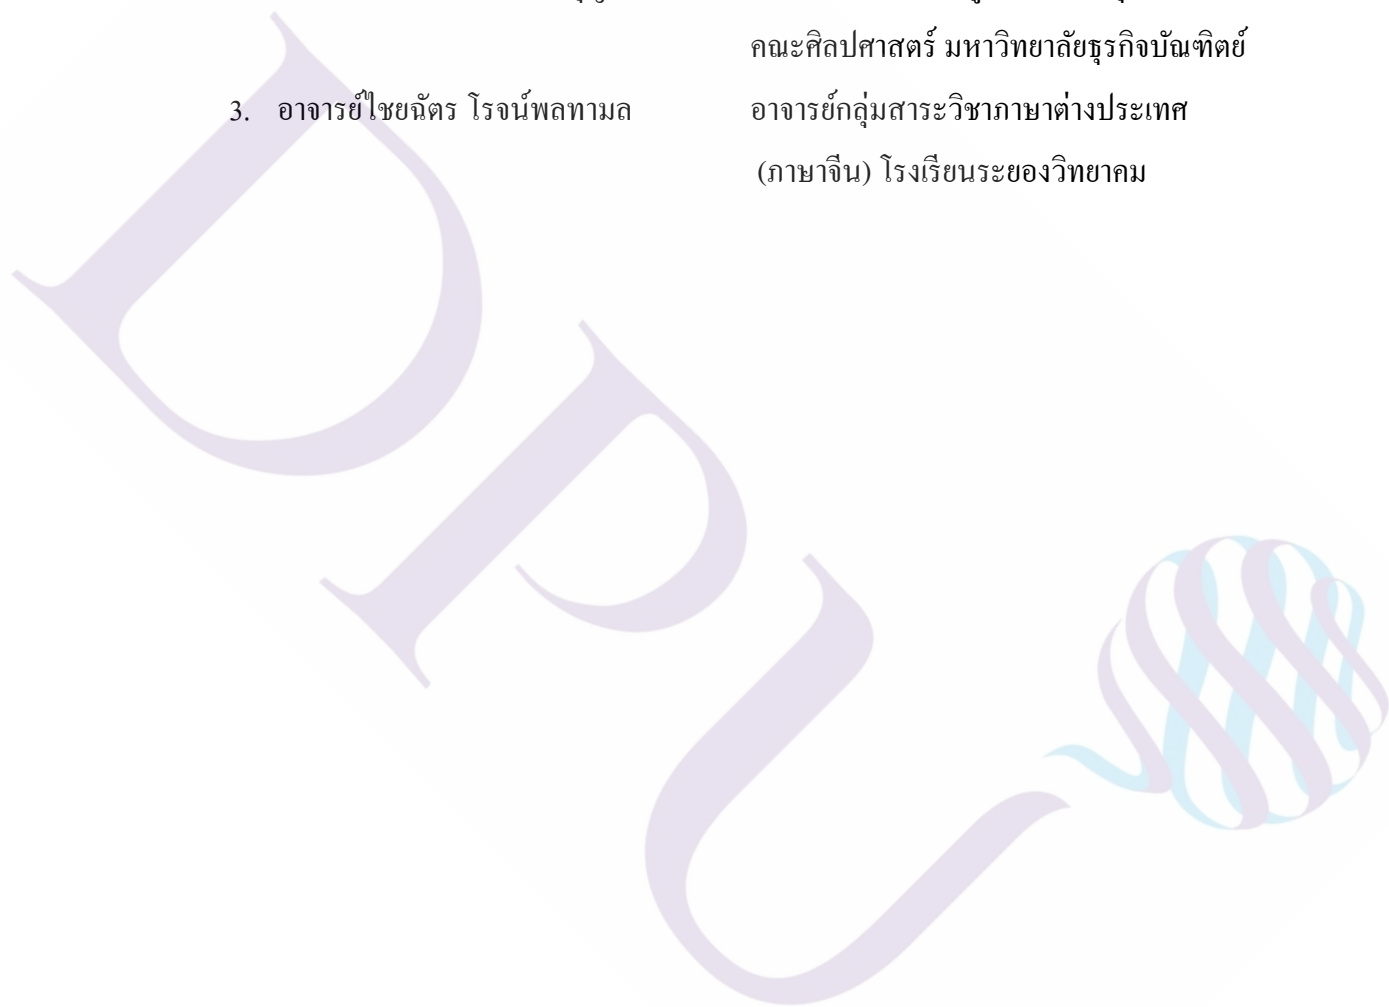 คณะศิลปศาสตร์ มหาวิทยาลัยธุรกิจบัณฑิตย์
3. อาจารย์ไชยฉัตร โรจน์พลทามล อาจารย์กลุ่มสาระวิชาภาษาต่างประเทศ
(ภาษาจีน) โรงเรียนระยองวิทยาคม
DPU